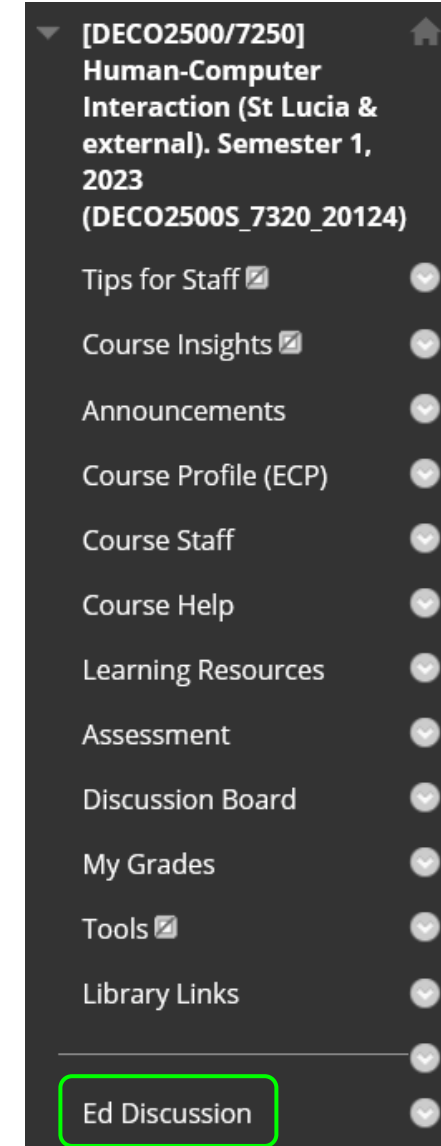 [DECO2500/7250]
Human-Computer
Interaction (St Lucia &
external). Semester 1,
2023
(DECO2500S_7320_20124)
Tips for Staff
Course Insights
Announcements
Course Profile (ECP)
Course Staff
Course Help
Learning Resources
Assessment
Discussion Board
My Grades
Tools
Library Links
Ed Discussion